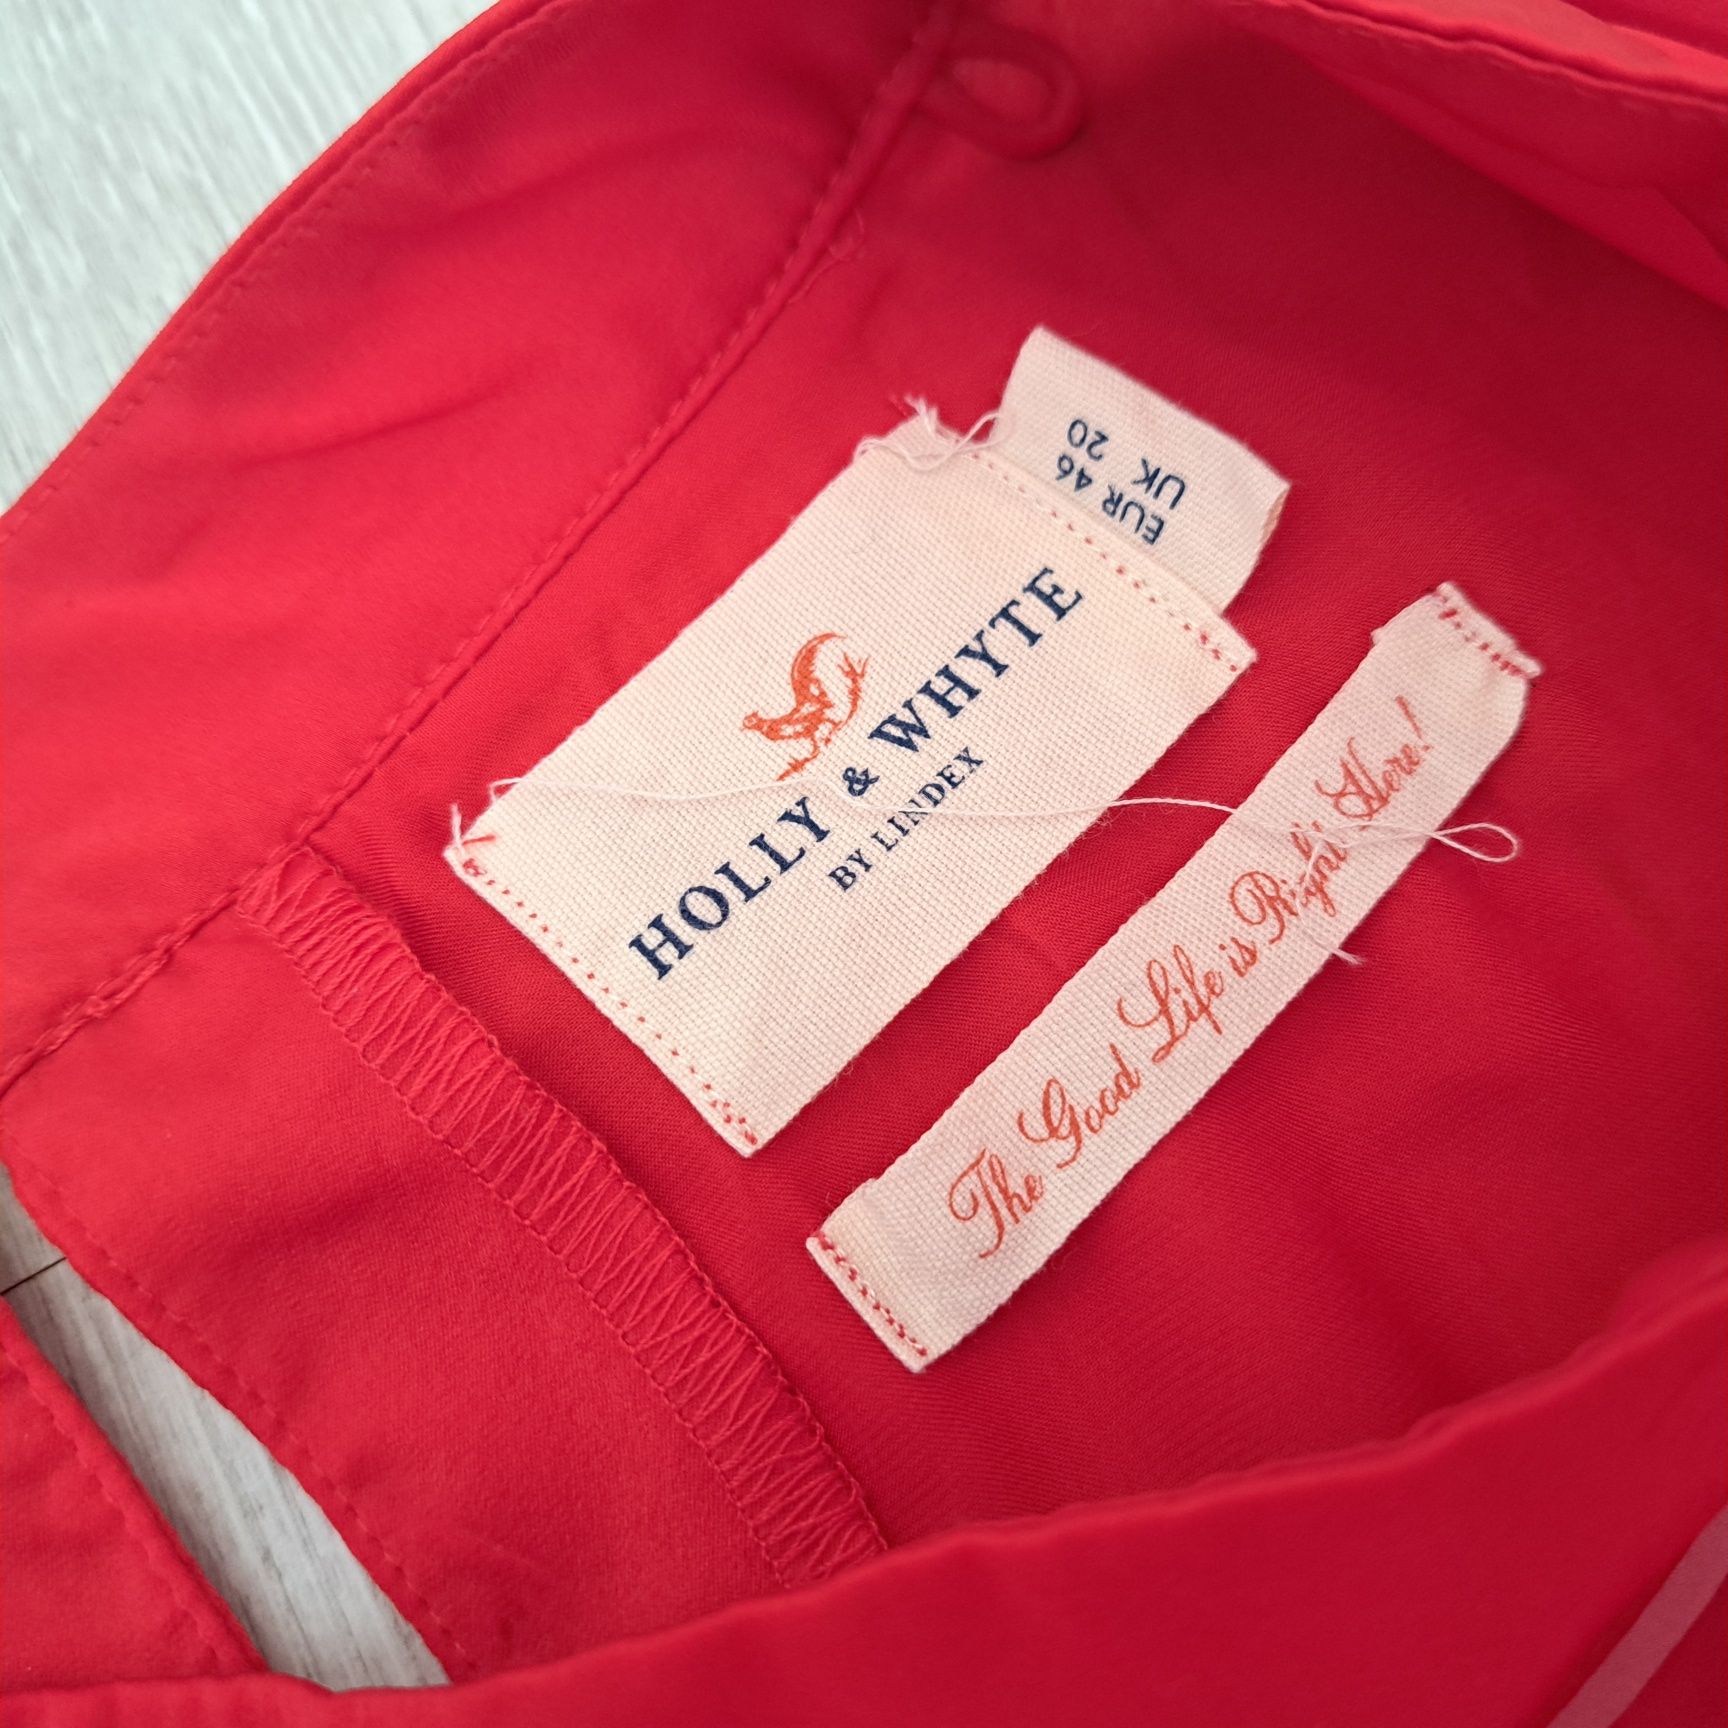 EUR 46
UK 20
HOLLY & WHYTE
BY LINDEX
The Good Life is Right Here!